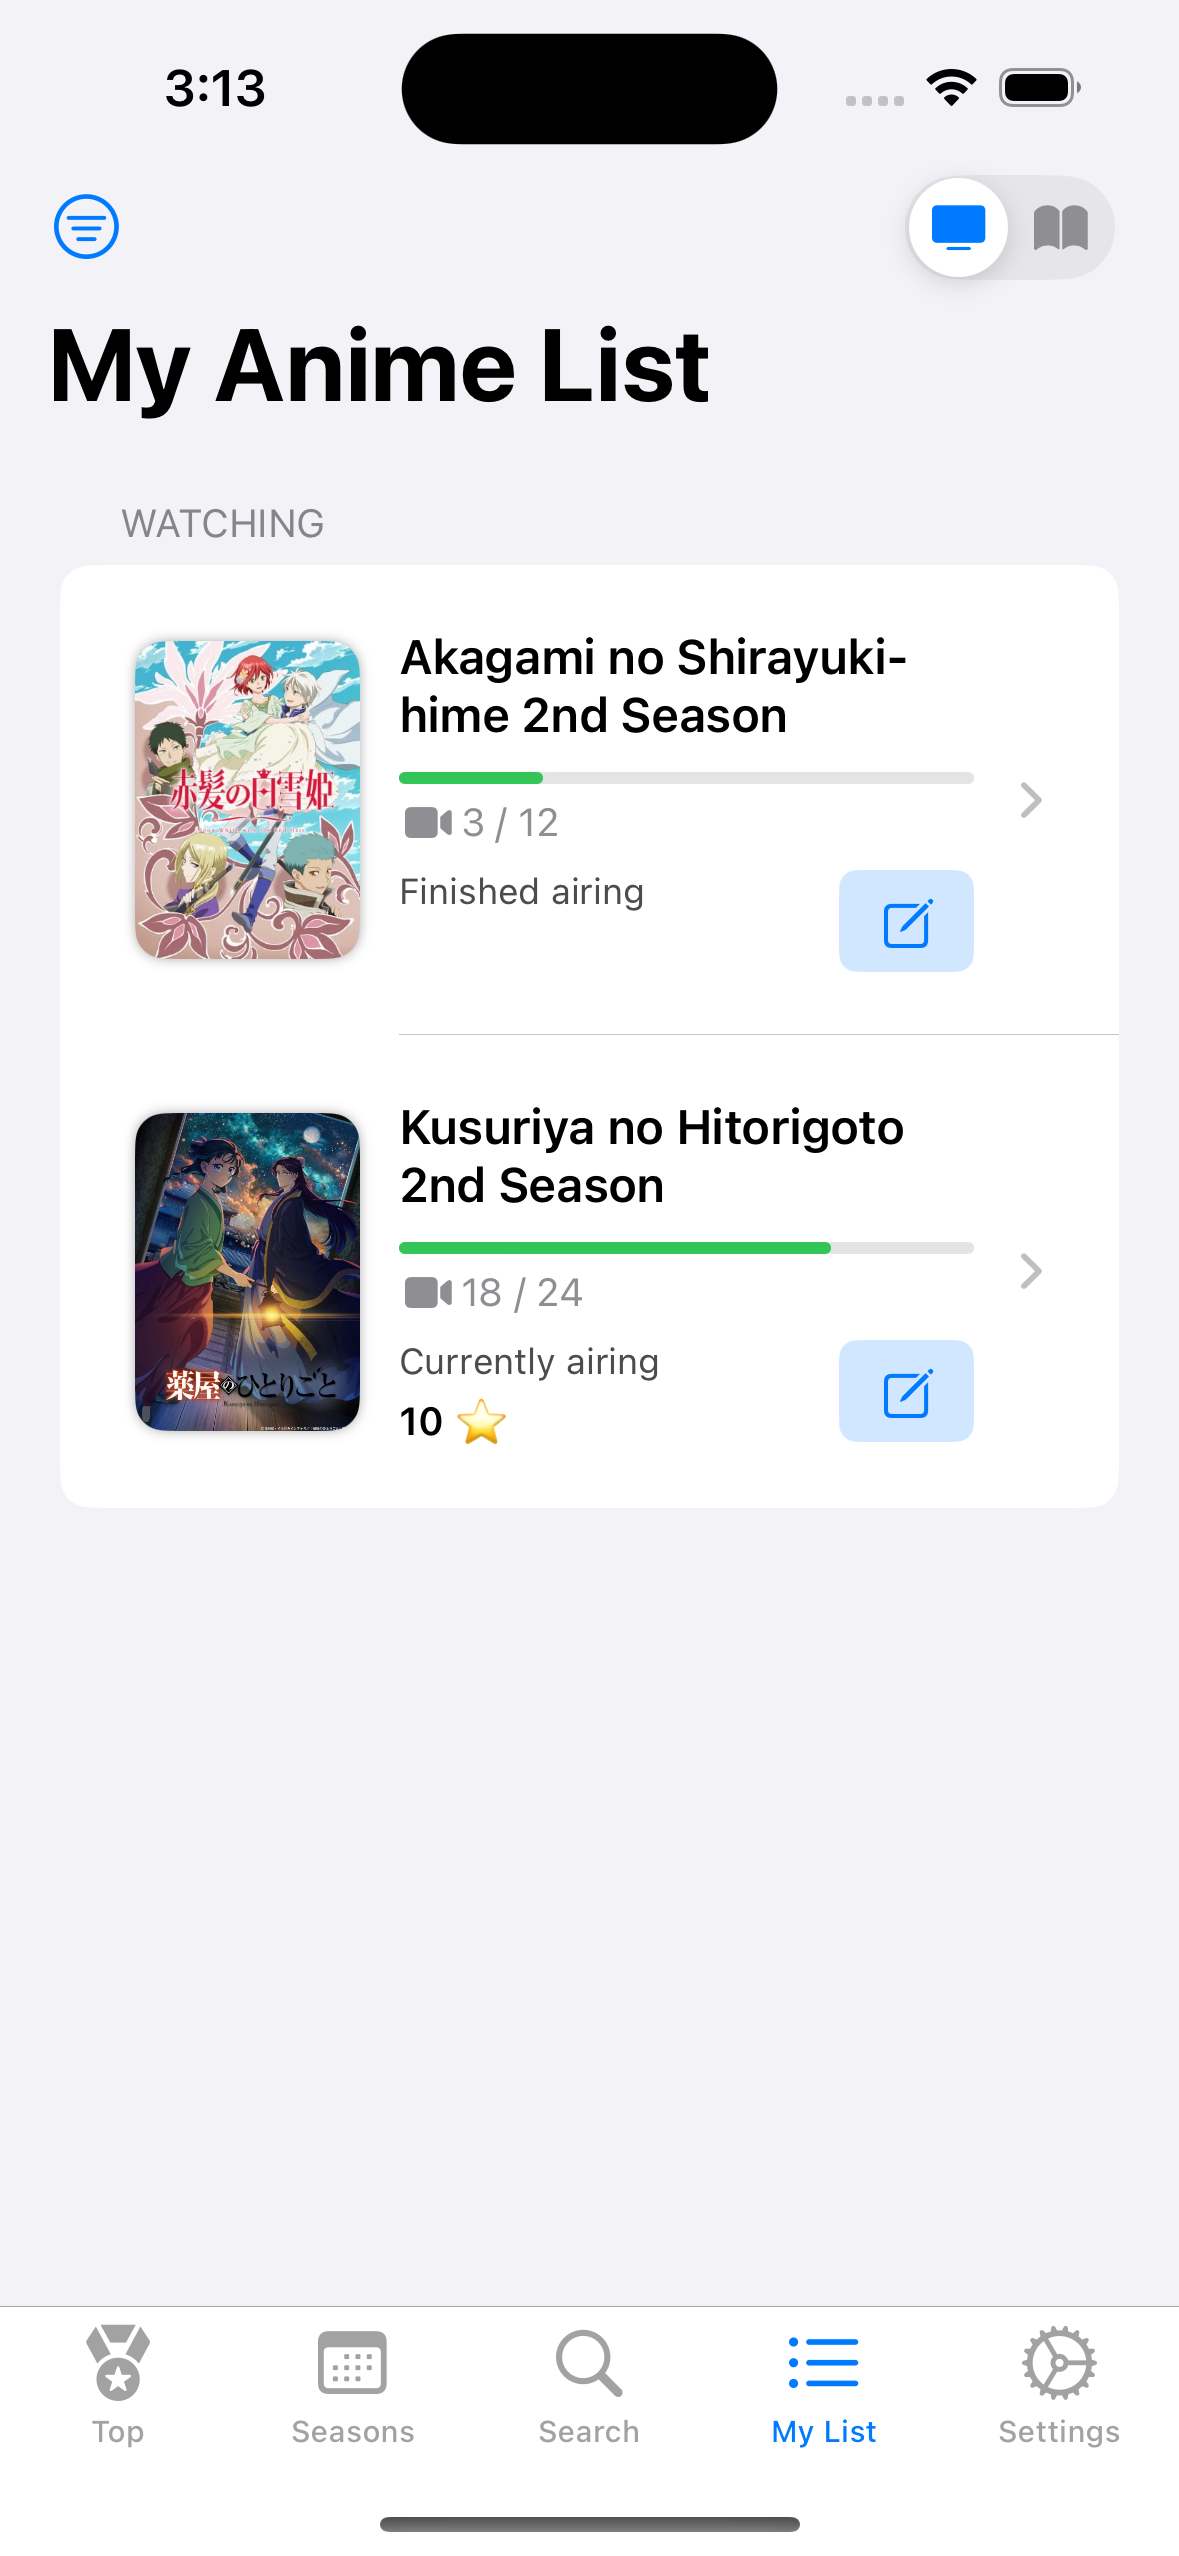 3:13
My Anime List
WATCHING
Akagami no Shirayuki-
hime 2nd Season
赤髪の白雪姫
3 / 12
Finished airing
Kusuriya no Hitorigoto
2nd Season
薬屋のひとりごと
18 / 24
Currently airing
10
Top
Seasons
Search
My List
Settings